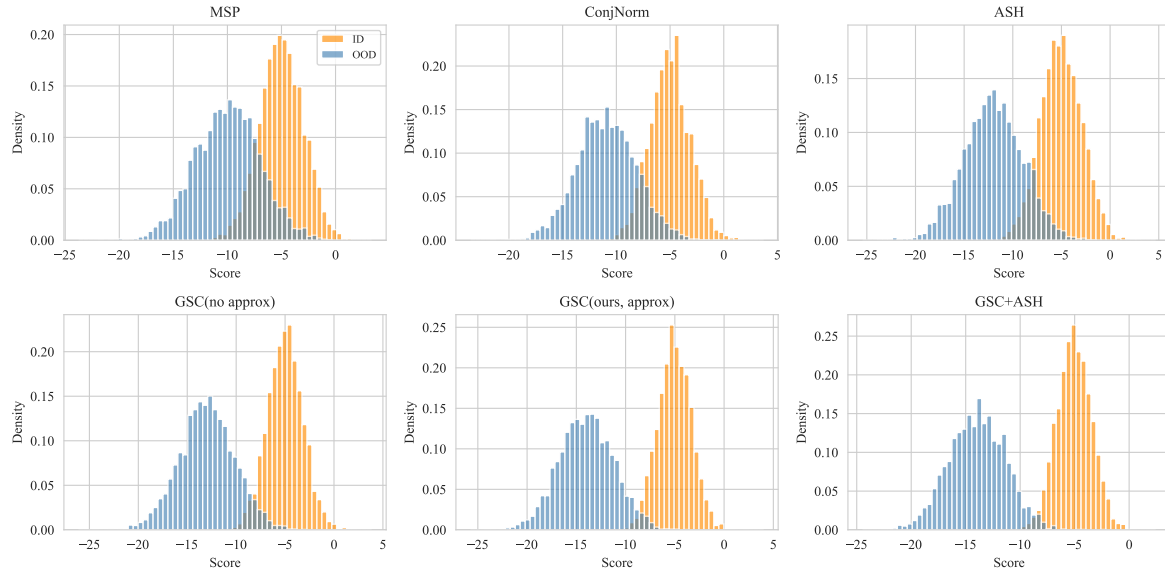 MSP
ConjNorm
ASH
ID
OOD
0.20
0.15
0.10
0.05
0.00
Density
−25 −20 −15 −10 −5 0
Score
0.20
0.15
0.10
0.05
0.00
Density
−20 −15 −10 −5 0 5
Score
0.15
0.10
0.05
0.00
Density
−25 −20 −15 −10 −5 0 5
Score
GSC(no approx)
GSC(ours, approx)
GSC+ASH
0.20
0.15
0.10
0.05
0.00
Density
−25 −20 −15 −10 −5 0
Score
0.25
0.20
0.15
0.10
0.05
0.00
Density
−25 −20 −15 −10 −5 0 5
Score
0.25
0.20
0.15
0.10
0.05
0.00
Density
−25 −20 −15 −10 −5 0
Score